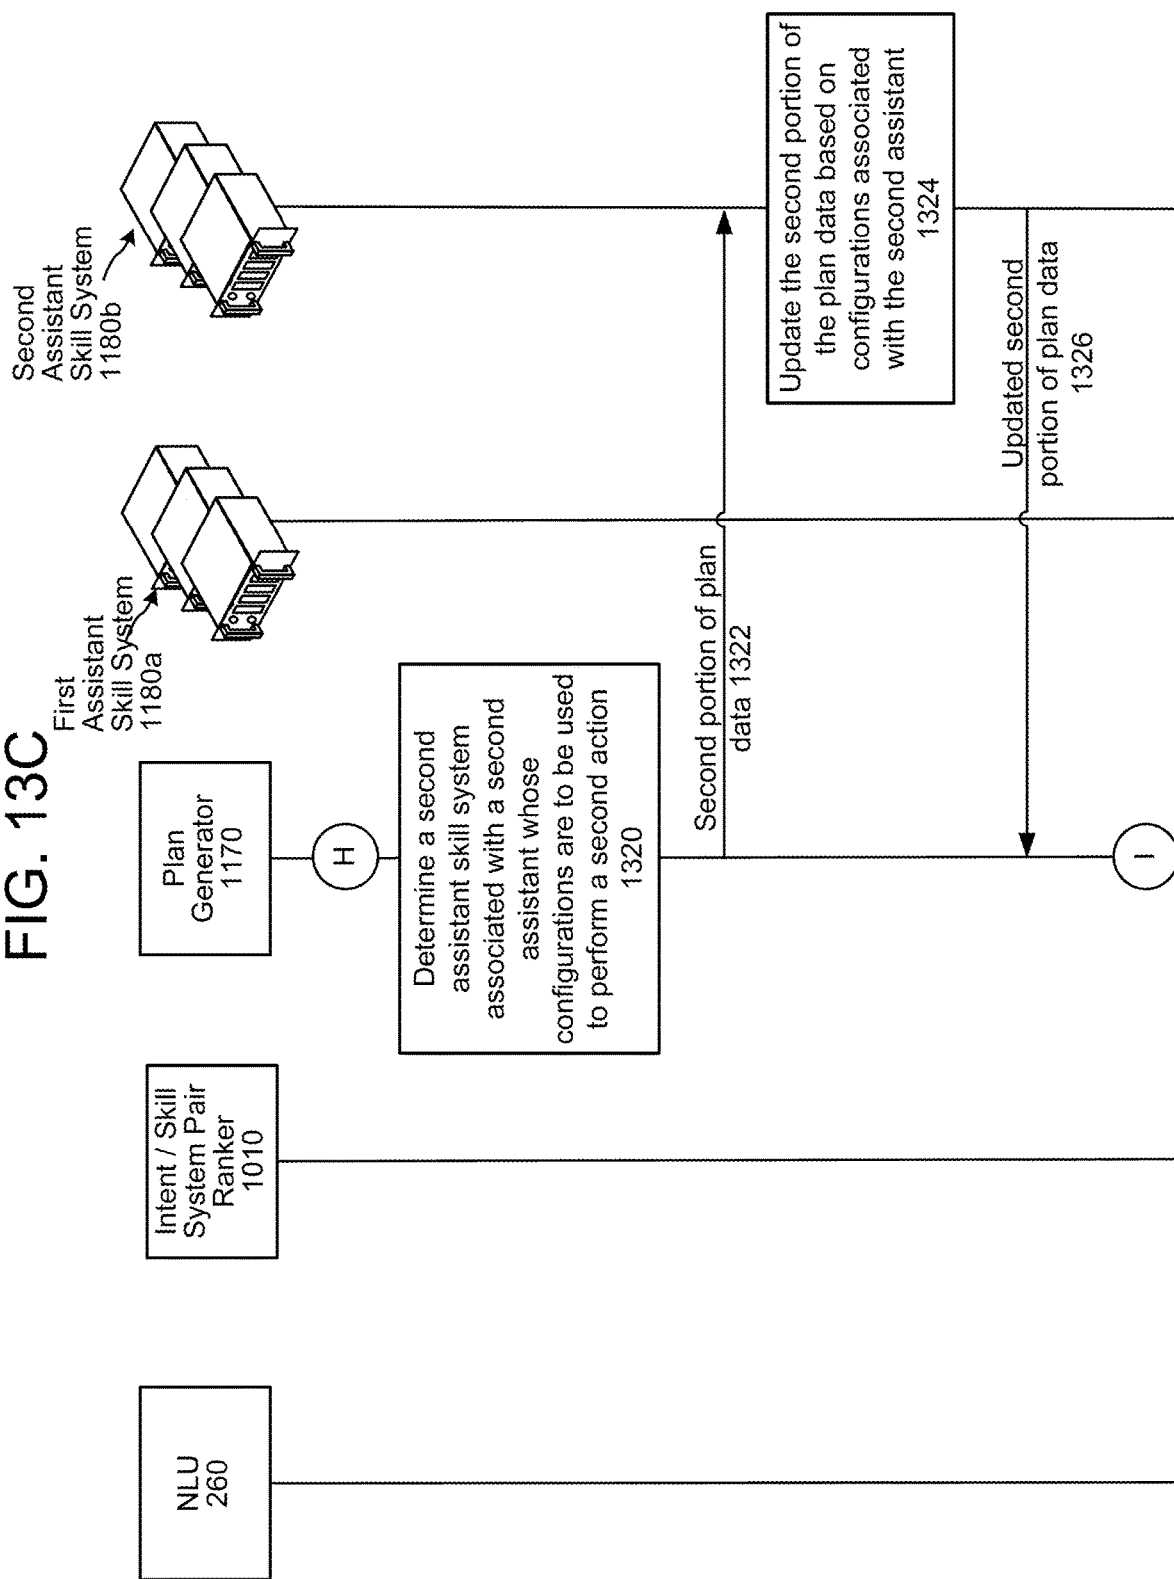 FIG. 13C
NLU
260
Intent / Skill
System Pair
Ranker
1010
Plan
Generator
1170
First
Assistant
Skill System
1180a
Second
Assistant
Skill System
1180b
H
Determine a second
assistant skill system
associated with a second
assistant whose
configurations are to be used
to perform a second action
1320
Second portion of plan
data 1322
Update the second portion of
the plan data based on
configurations associated
with the second assistant
1324
Updated second
portion of plan data
1326
I